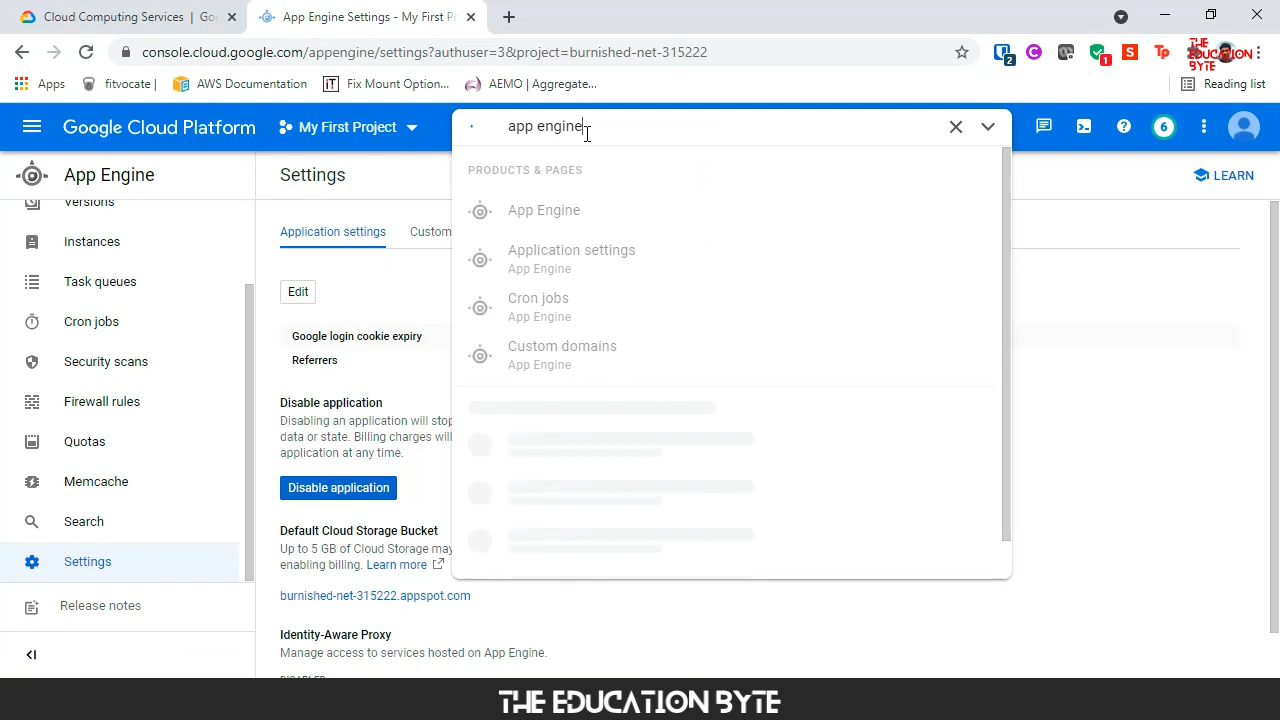 Cloud Computing Services | Go
App Engine Settings - My First P
console.cloud.google.com/appengine/settings?authuser=3&project=burnished-net-315222
2
1
THE
EDUCATION
BYTE
Apps
fitvocate |
AWS Documentation
Fix Mount Option...
AEMO | Aggregate...
Reading list
Google Cloud Platform
My First Project
app engine
6
App Engine
Settings
LEARN
Versions
Instances
Task queues
Cron jobs
Security scans
Firewall rules
Quotas
Memcache
Search
Settings
Release notes
Application settings
Custom
Edit
Google login cookie expiry
Referrers
Disable application
Disabling an application will stop
data or state. Billing charges will
application at any time.
Disable application
Default Cloud Storage Bucket
Up to 5 GB of Cloud Storage may
enabling billing. Learn more
burnished-net-315222.appspot.com
Identity-Aware Proxy
Manage access to services hosted on App Engine.
PRODUCTS & PAGES
App Engine
Application settings
App Engine
Cron jobs
App Engine
Custom domains
App Engine
THE EDUCATION BYTE